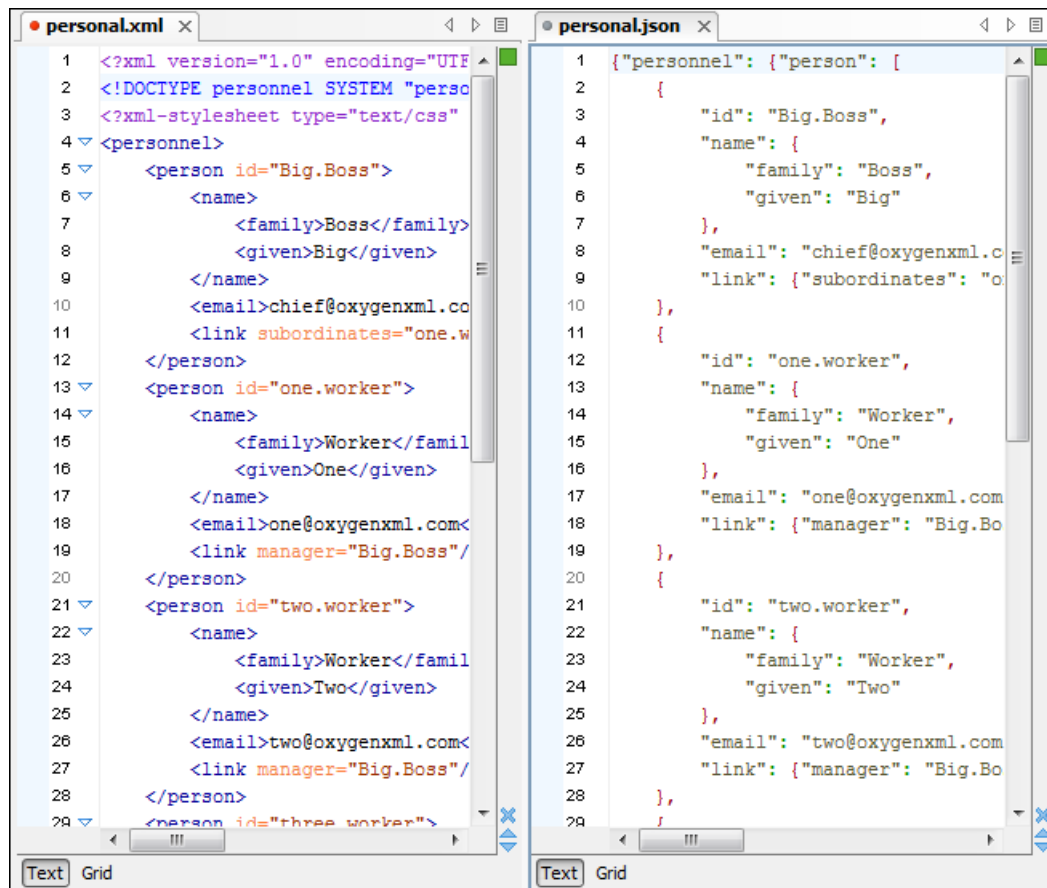 personal.xml
1 <?xml version="1.0" encoding="UTF
2 <!DOCTYPE personnel SYSTEM "perso
3 <?xml-stylesheet type="text/css"
4 <personnel>
5 <person id="Big.Boss">
6 <name>
7 <family>Boss</family>
8 <given>Big</given>
9 </name>
10 <email>chief@oxygenxml.co
11 <link subordinates="one.w
12 </person>
13 <person id="one.worker">
14 <name>
15 <family>Worker</famil
16 <given>One</given>
17 </name>
18 <email>one@oxygenxml.com<
19 <link manager="Big.Boss"/
20 </person>
21 <person id="two.worker">
22 <name>
23 <family>Worker</famil
24 <given>Two</given>
25 </name>
26 <email>two@oxygenxml.com<
27 <link manager="Big.Boss"/
28 </person>
29 <person id="three.worker">
Text Grid
personal.json
1 {"personnel": {"person": [
2 {
3 "id": "Big.Boss",
4 "name": {
5 "family": "Boss",
6 "given": "Big"
7 },
8 "email": "chief@oxygenxml.c
9 "link": {"subordinates": "o
10 },
11 {
12 "id": "one.worker",
13 "name": {
14 "family": "Worker",
15 "given": "One"
16 },
17 "email": "one@oxygenxml.com
18 "link": {"manager": "Big.Bo
19 },
20 {
21 "id": "two.worker",
22 "name": {
23 "family": "Worker",
24 "given": "Two"
25 },
26 "email": "two@oxygenxml.com
27 "link": {"manager": "Big.Bo
28 },
29 {
Text Grid